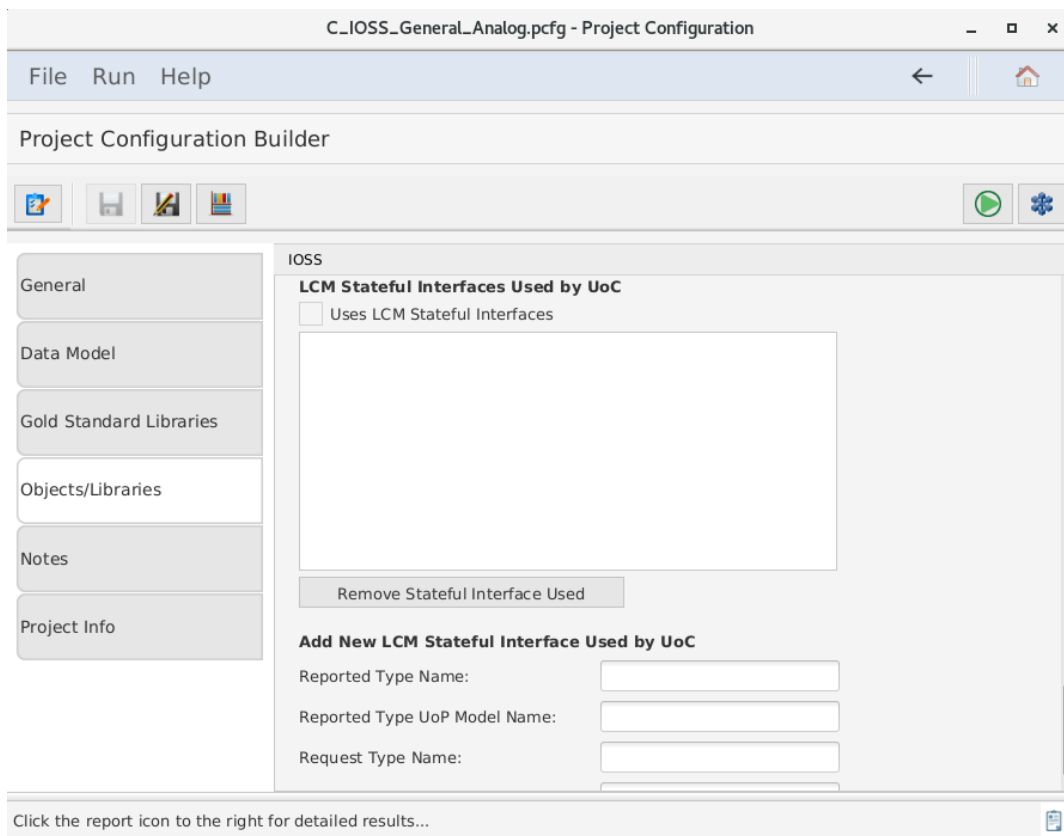 C_IOSS_General_Analog.pcfg - Project Configuration
File Run Help
Project Configuration Builder
General
Data Model
Gold Standard Libraries
Objects/Libraries
Notes
Project Info
IOSS
LCM Stateful Interfaces Used by UoC
Uses LCM Stateful Interfaces
Remove Stateful Interface Used
Add New LCM Stateful Interface Used by UoC
Reported Type Name:
Reported Type UoP Model Name:
Request Type Name:
Click the report icon to the right for detailed results...